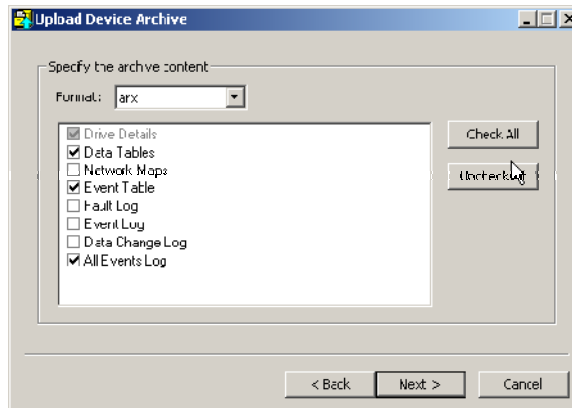 Upload Device Archive
Specify the archive content
Format: arx
Drive Details
Check All
Data Tables
Network Maps
Uncheck All
Event Table
Fault Log
Event Log
Data Change Log
All Events Log
< Back Next > Cancel